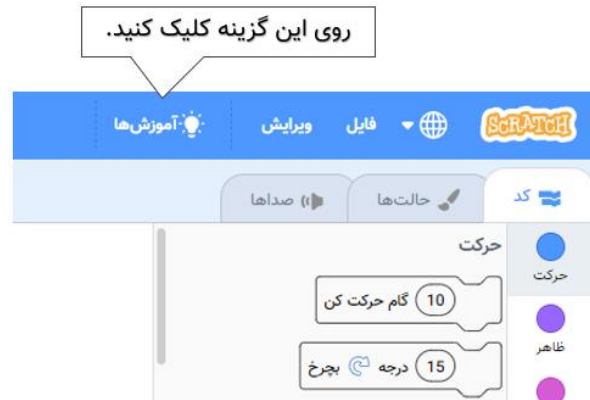 روی این گزینه کلیک کنید.
SCRATCH فایل ویرایش آموزش‌ها
کد حالت‌ها صداها
حرکت
حرکت
10 گام حرکت کن
ظاهر
15 درجه بچرخ